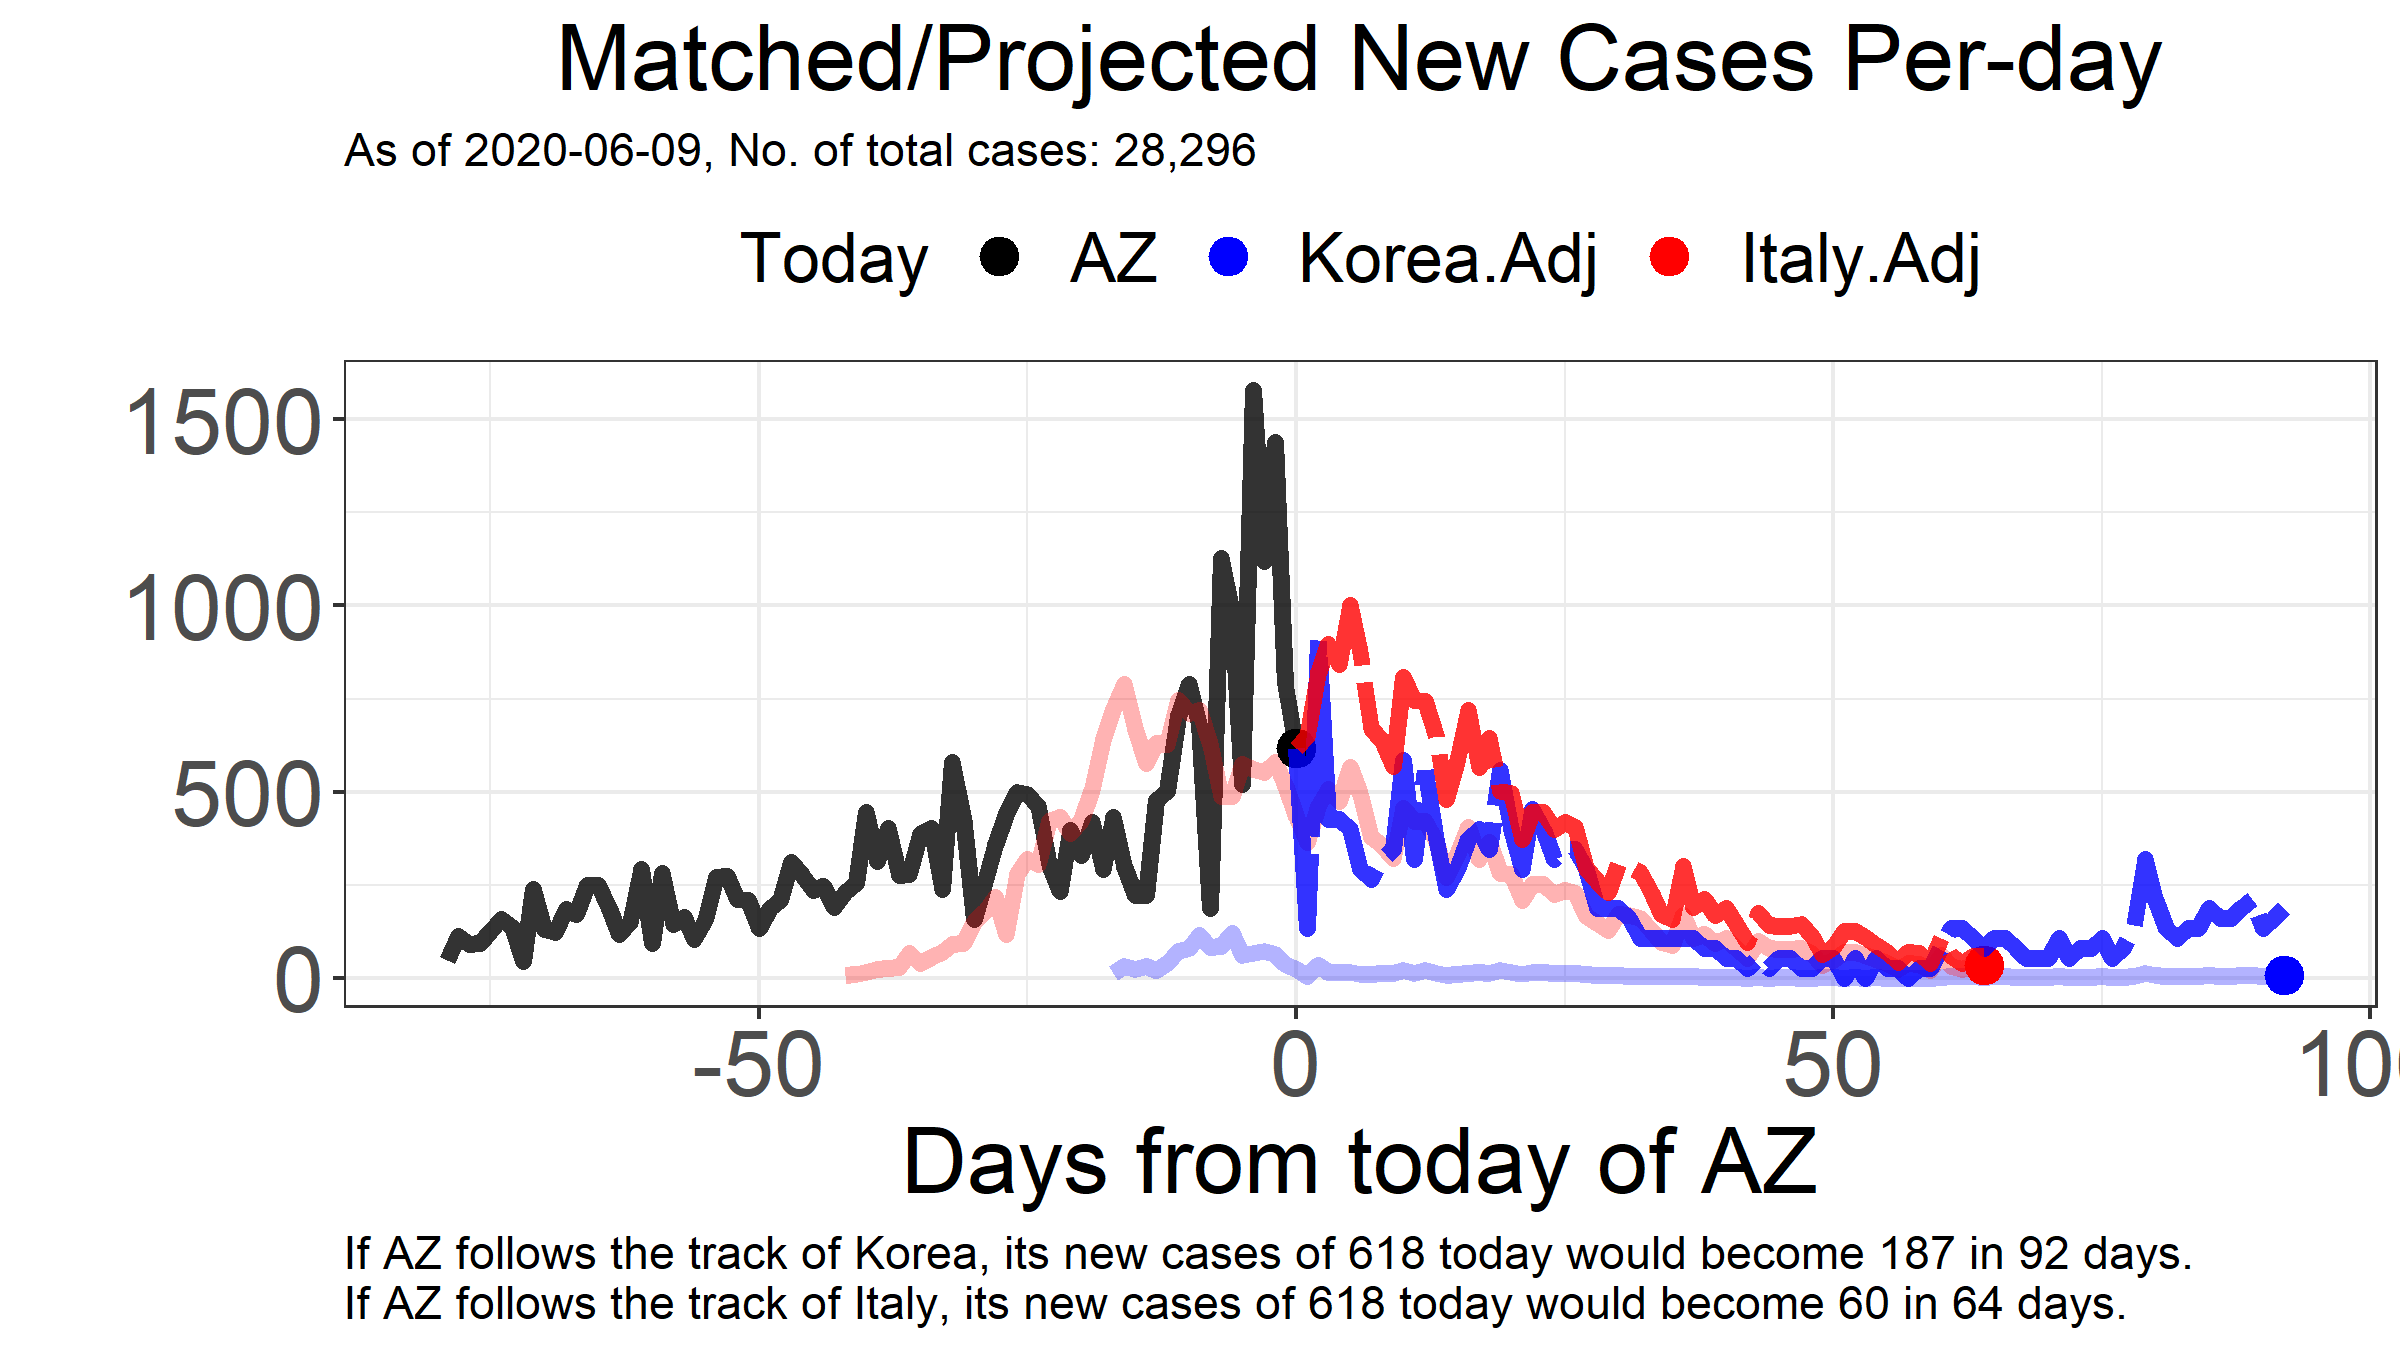 Matched/Projected New Cases Per-day
As of 2020-06-09, No. of total cases: 28,296
Today AZ Korea.Adj Italy.Adj
1500
1000
500
0
-50 0 50 100
Days from today of AZ
If AZ follows the track of Korea, its new cases of 618 today would become 187 in 92 days.
If AZ follows the track of Italy, its new cases of 618 today would become 60 in 64 days.